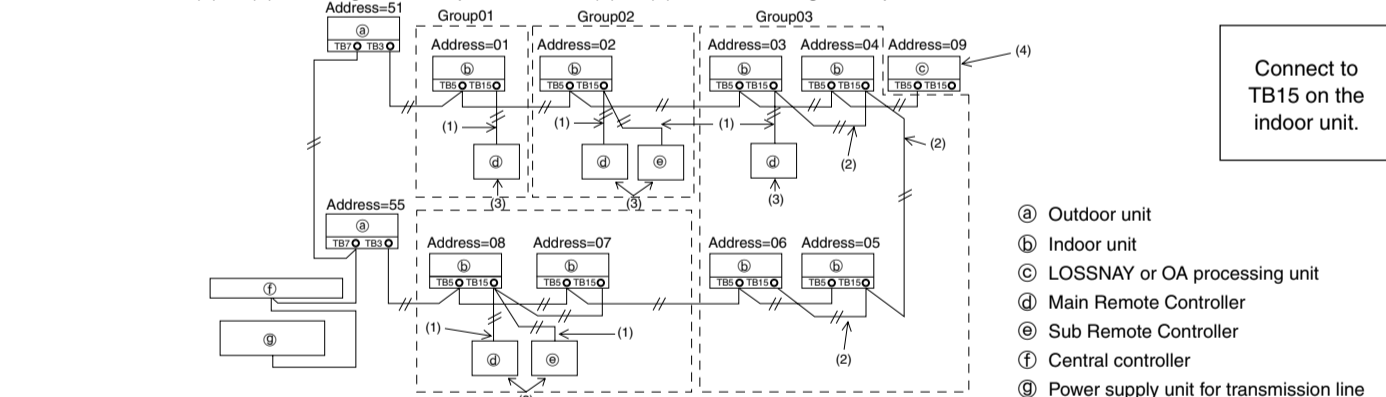 Address=51
ⓐ
TB7 TB3
Group01
Group02
Group03
Address=01
ⓑ
TB5 TB15
Address=02
ⓑ
TB5 TB15
Address=03
ⓑ
TB5 TB15
Address=04
ⓑ
TB5 TB15
Address=09
ⓒ
TB5 TB15
(4)
(1)
(1)
(1)
(2)
(2)
ⓓ
ⓓ
ⓔ
ⓓ
(3)
(3)
(3)
Address=55
ⓐ
TB7 TB3
Address=08
ⓑ
TB5 TB15
Address=07
ⓑ
TB5 TB15
Address=06
ⓑ
TB5 TB15
Address=05
ⓑ
TB5 TB15
ⓕ
ⓖ
(1)
(1)
(2)
ⓓ
ⓔ
Connect to
TB15 on the
indoor unit.
ⓐ Outdoor unit
ⓑ Indoor unit
ⓒ LOSSNAY or OA processing unit
ⓓ Main Remote Controller
ⓔ Sub Remote Controller
ⓕ Central controller
ⓖ Power supply unit for transmission line